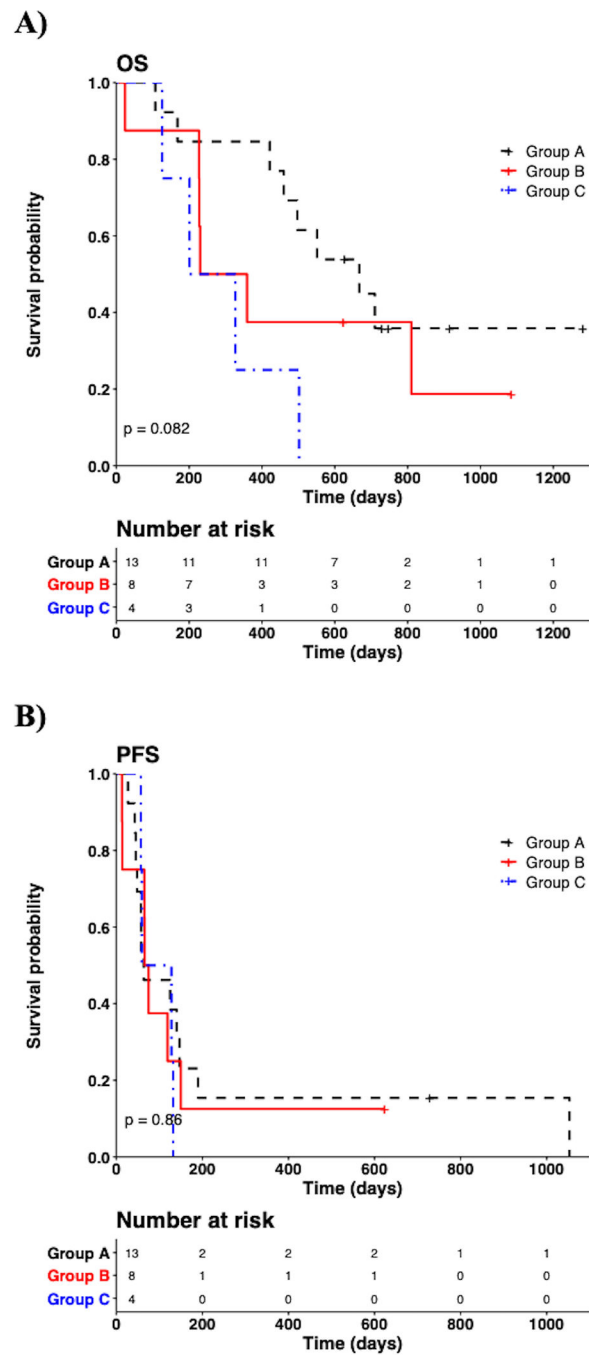 A)
OS
1.0
0.8
0.6
0.4
0.2
0.0
Survival probability
Group A
Group B
Group C
p = 0.082
0 200 400 600 800 1000 1200
Time (days)
Number at risk
Group A 13 11 11 7 2 1 1
Group B 8 7 3 3 2 1 0
Group C 4 3 1 0 0 0 0
0 200 400 600 800 1000 1200
Time (days)
B)
PFS
1.0
0.8
0.6
0.4
0.2
0.0
Survival probability
Group A
Group B
Group C
p = 0.86
0 200 400 600 800 1000
Time (days)
Number at risk
Group A 13 2 2 2 1 1
Group B 8 1 1 1 0 0
Group C 4 0 0 0 0 0
0 200 400 600 800 1000
Time (days)